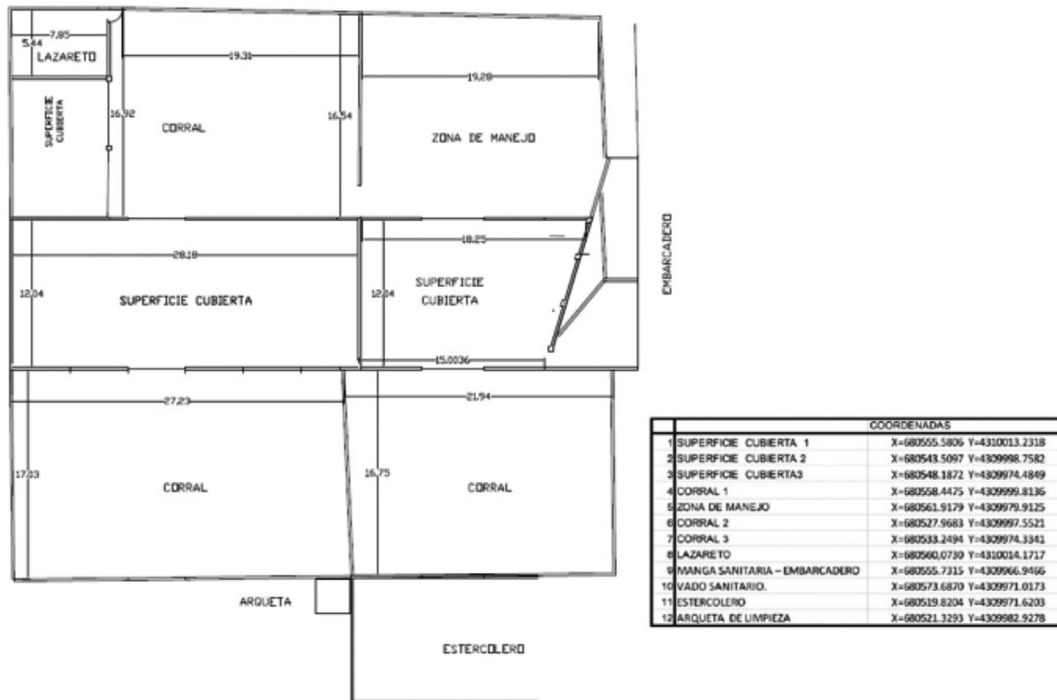 7.85
5.44
LAZARETO
19.31
19.28
SUPERFICIE
CUBIERTA
16.92
CORRAL
16.54
ZONA DE MANEJO
18.25
28.18
EMBARCADERO
SUPERFICIE
CUBIERTA
12.04
SUPERFICIE CUBIERTA
12.04
15.0036
27.23
21.94
17.03
16.75
CORRAL
CORRAL
ARQUETA
ESTERCOLERO
COORDENADAS
1 SUPERFICIE CUBIERTA 1 X=680555.5806 Y=4310013.2318
2 SUPERFICIE CUBIERTA 2 X=680543.5097 Y=4309998.7582
3 SUPERFICIE CUBIERTA3 X=680548.1872 Y=4309974.4849
4 CORRAL 1 X=680558.4475 Y=4309999.8136
5 ZONA DE MANEJO X=680561.9179 Y=4309979.9125
6 CORRAL 2 X=680527.9683 Y=4309997.5521
7 CORRAL 3 X=680533.2494 Y=4309974.3341
8 LAZARETO X=680560,0730 Y=4310014.1717
9 MANGA SANITARIA – EMBARCADERO X=680555.7315 Y=4309966.9466
10 VADO SANITARIO. X=680573.6870 Y=4309971.0173
11 ESTERCOLERO X=680519.8204 Y=4309971.6203
12 ARQUETA DE LIMPIEZA X=680521.3293 Y=4309982.9278